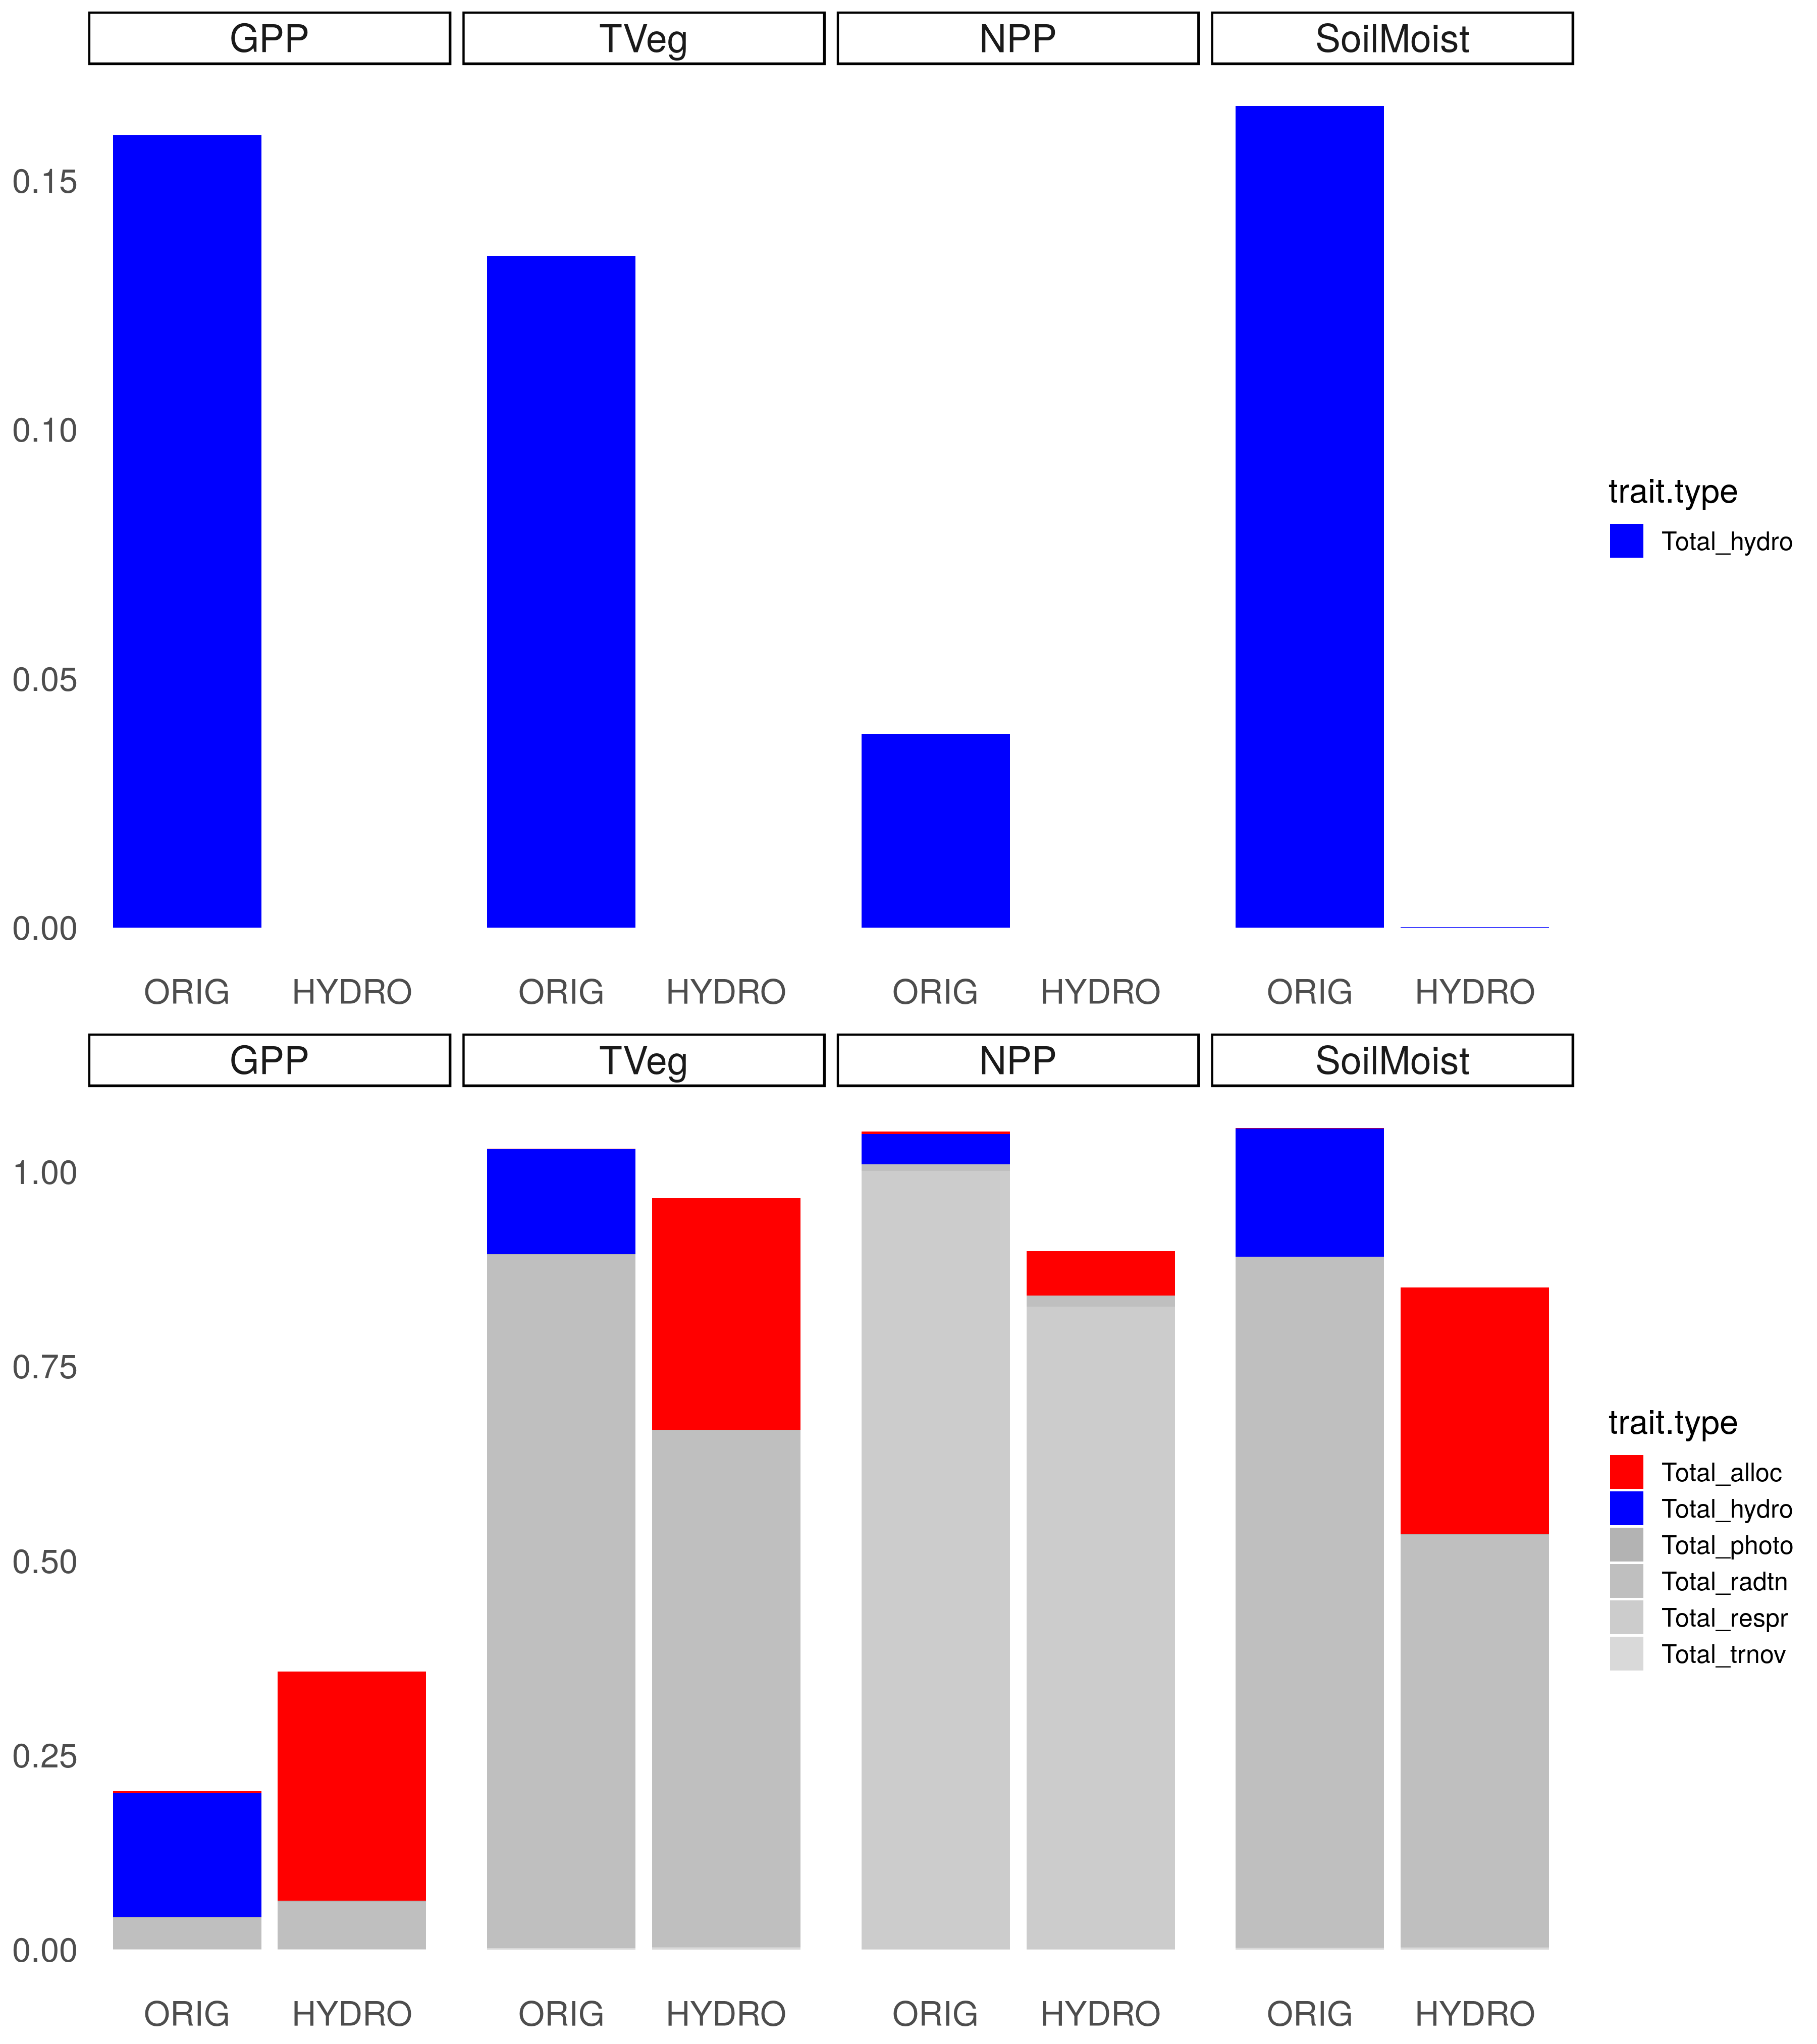 GPP TVeg NPP SoilMoist
0.15
0.10
0.05
0.00
trait.type
Total_hydro
ORIG HYDRO ORIG HYDRO ORIG HYDRO ORIG HYDRO
GPP TVeg NPP SoilMoist
1.00
0.75
0.50
0.25
0.00
trait.type
Total_alloc
Total_hydro
Total_photo
Total_radtn
Total_respr
Total_trnov
ORIG HYDRO ORIG HYDRO ORIG HYDRO ORIG HYDRO